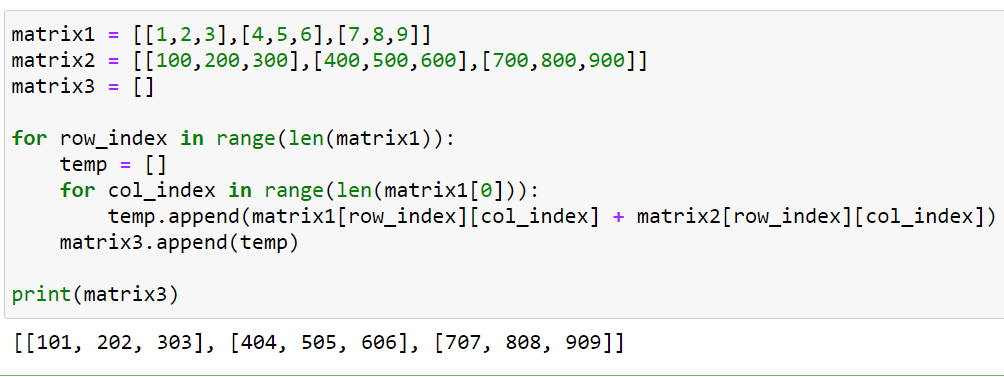 matrix1 = [[1,2,3],[4,5,6],[7,8,9]]
matrix2 = [[100,200,300],[400,500,600],[700,800,900]]
matrix3 = []

for row_index in range(len(matrix1)):
    temp = []
    for col_index in range(len(matrix1[0])):
        temp.append(matrix1[row_index][col_index] + matrix2[row_index][col_index])
    matrix3.append(temp)

print(matrix3)
[[101, 202, 303], [404, 505, 606], [707, 808, 909]]